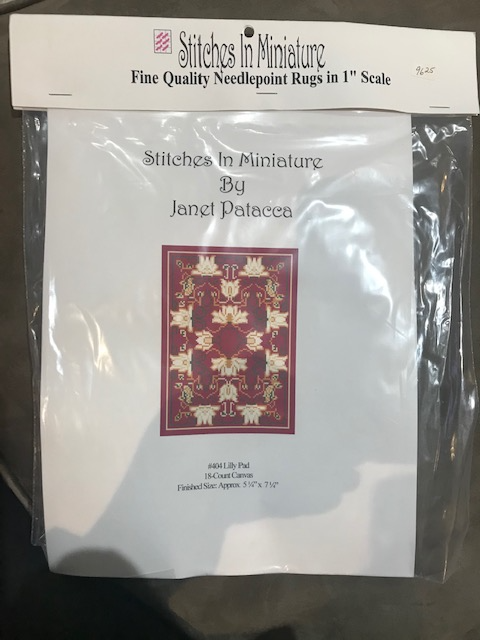 Stitches In Miniature
Fine Quality Needlepoint Rugs in 1" Scale
9625
Stitches In Miniature
By
Janet Patacca
#404 Lilly Pad
18-Count Canvas
Finished Size: Approx. 5 ¼" x 7 ¼"